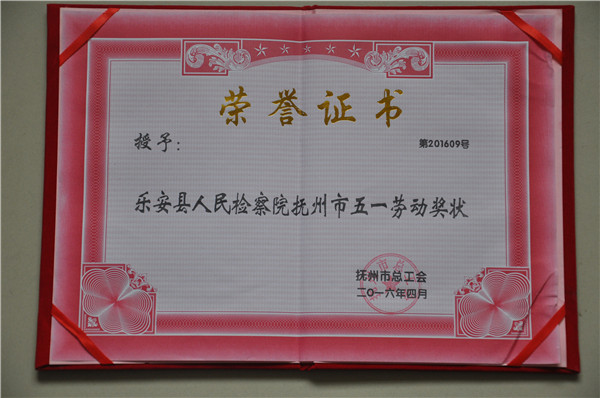 荣誉证书
授予：
第201609号
乐安县人民检察院抚州市五一劳动奖状
抚州市总工会
二〇一六年四月